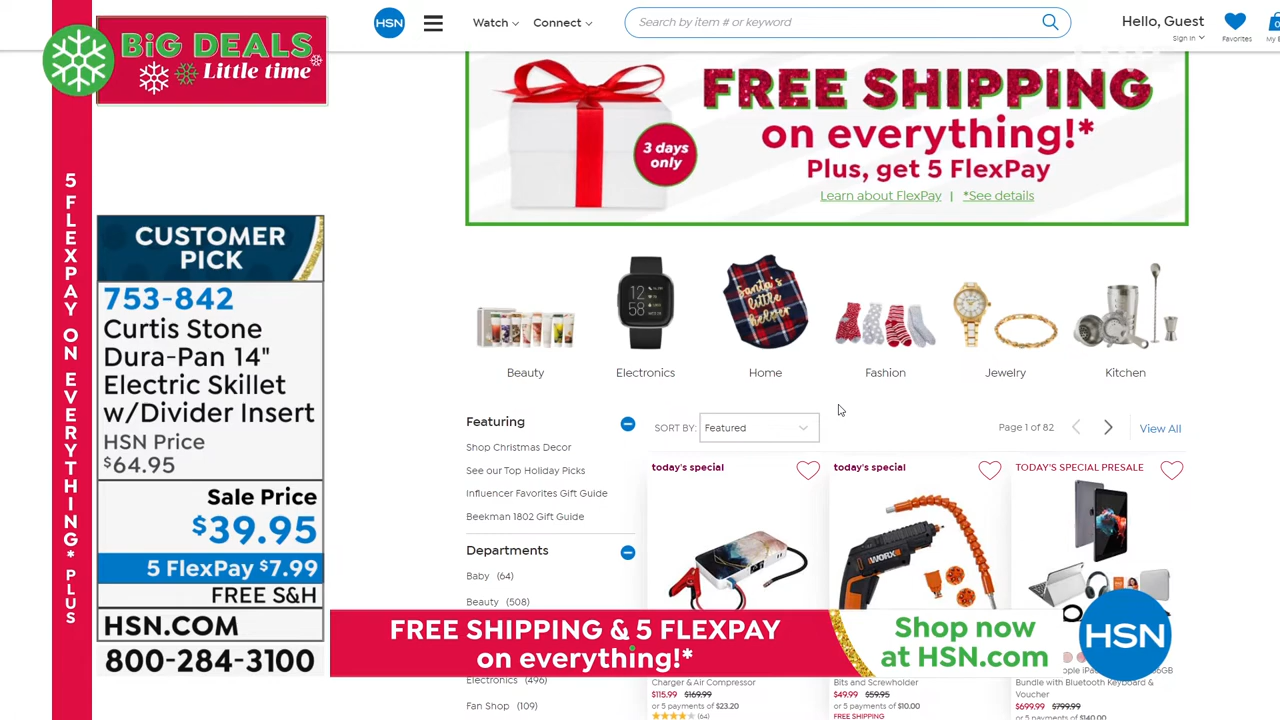 BiG DEALS
Little time
5 FLEXPAY ON EVERYTHING* PLUS
CUSTOMER
PICK
753-842
Curtis Stone
Dura-Pan 14"
Electric Skillet
w/Divider Insert
HSN Price
$64.95
Sale Price
$39.95
5 FlexPay $7.99
FREE S&H
HSN.COM
800-284-3100
HSN
Watch
Connect
Search by item # or keyword
Hello, Guest
Sign In
Favorites
FREE SHIPPING
on everything!*
Plus, get 5 FlexPay
Learn about FlexPay | *See details
3 days
only
12
58
Santa's
little
helper
Beauty
Electronics
Home
Fashion
Jewelry
Kitchen
Featuring
Shop Christmas Decor
See our Top Holiday Picks
Influencer Favorites Gift Guide
Beekman 1802 Gift Guide
Departments
Baby (64)
Beauty (508)
Electronics (496)
Fan Shop (109)
SORT BY: Featured
Page 1 of 82
View All
today's special
today's special
TODAY'S SPECIAL PRESALE
WORX
Charger & Air Compressor
$115.99 $169.99
or 5 payments of $23.20
(64)
Bits and Screwholder
$49.99 $59.95
or 5 payments of $10.00
FREE SHIPPING
Bundle with Bluetooth Keyboard &
Voucher
$699.99 $799.99
or 5 payments of $140.00
FREE SHIPPING & 5 FLEXPAY
on everything!*
Shop now
at HSN.com
HSN